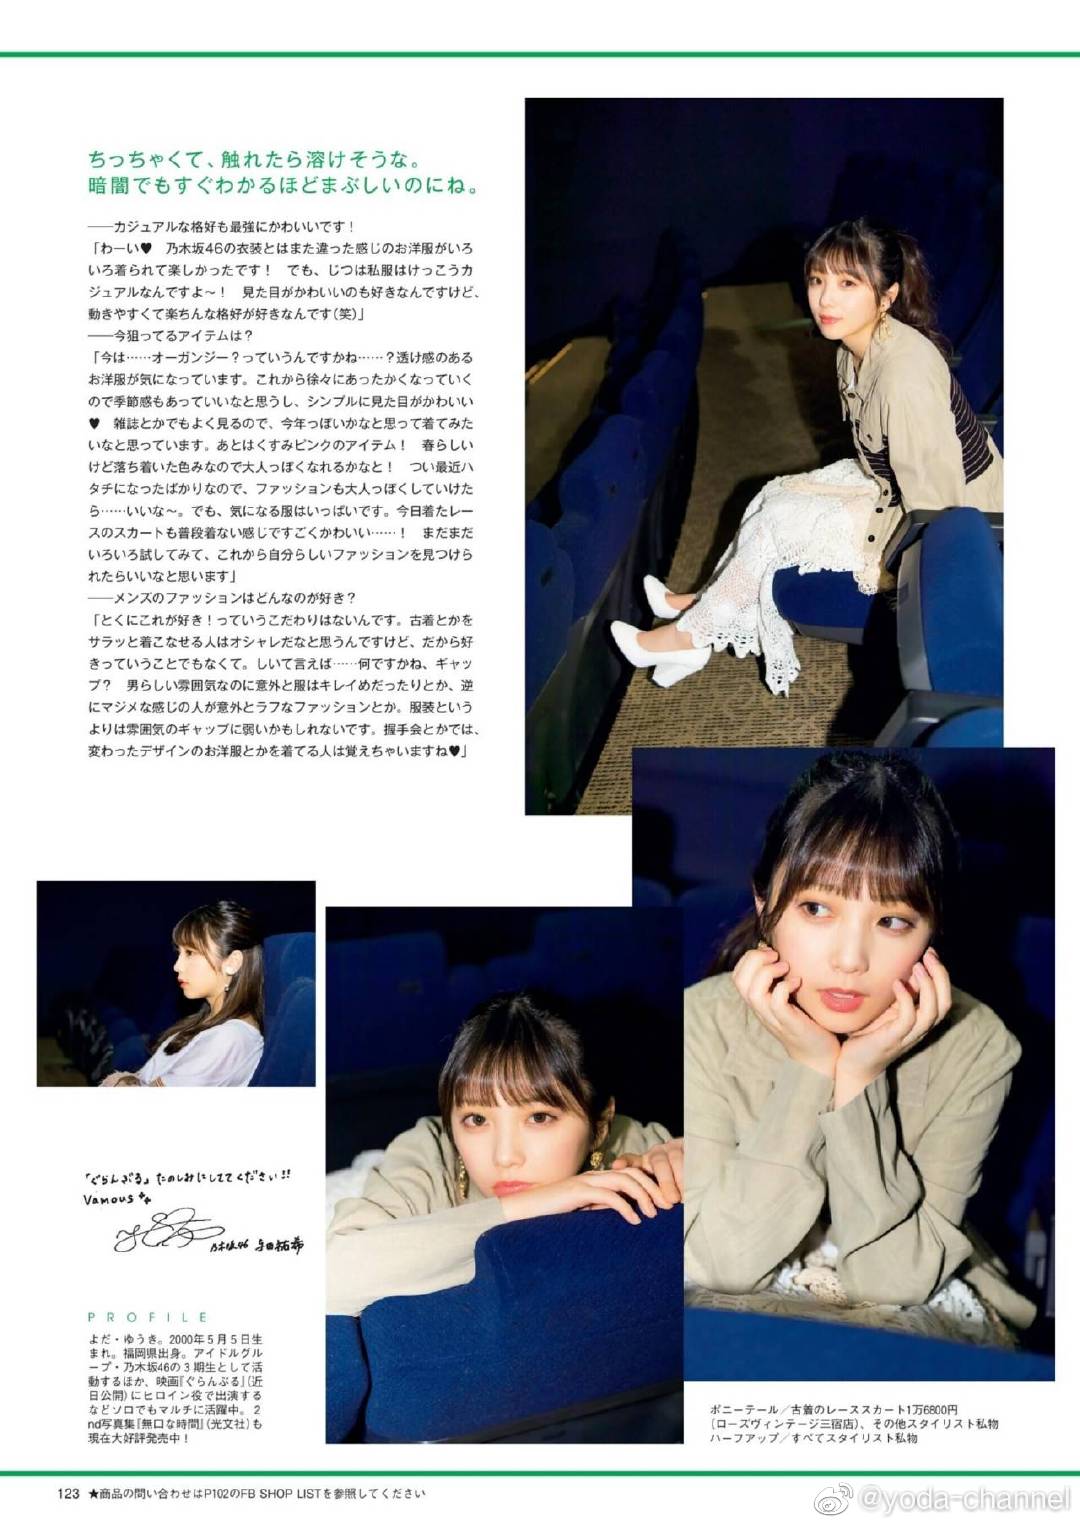 ちっちゃくて、触れたら溶けそうな。
暗闇でもすぐわかるほどまぶしいのにね。
――カジュアルな格好も最強にかわいいです！
「わーい♥　乃木坂46の衣装とはまた違った感じのお洋服がいろ
いろ着られて楽しかったです！　でも、じつは私服はけっこうカ
ジュアルなんですよ～！　見た目がかわいいのも好きなんですけど、
動きやすくて楽ちんな格好が好きなんです（笑）」
――今狙ってるアイテムは？
「今は……オーガンジー？っていうんですかね……？透け感のある
お洋服が気になっています。これから徐々にあったかくなっていく
ので季節感もあっていいなと思うし、シンプルに見た目がかわいい
♥　雑誌とかでもよく見るので、今年っぽいかなと思って着てみた
いなと思っています。あとはくすみピンクのアイテム！　春らしい
けど落ち着いた色みなので大人っぽくなれるかなと！　つい最近ハ
タチになったばかりなので、ファッションも大人っぽくしていけた
ら……いいな～。でも、気になる服はいっぱいです。今日着たレー
スのスカートも普段着ない感じですごくかわいい……！　まだまだ
いろいろ試してみて、これから自分らしいファッションを見つけら
れたらいいなと思います」
――メンズのファッションはどんなのが好き？
「とくにこれが好き！っていうこだわりはないんです。古着とかを
サラッと着こなせる人はオシャレだなと思うんですけど、だから好
きっていうことでもなくて。しいて言えば……何ですかね、ギャッ
プ？　男らしい雰囲気なのに意外と服はキレイめだったりとか、逆
にマジメな感じの人が意外とラフなファッションとか。服装という
よりは雰囲気のギャップに弱いかもしれないです。握手会とかでは、
変わったデザインのお洋服とかを着てる人は覚えちゃいますね♥」
「ぐらんぶる」たのしみにしててください!!
Vamous
乃木坂46 与田祐希
PROFILE
よだ・ゆうき。2000年5月5日生
まれ。福岡県出身。アイドルグル
ープ・乃木坂46の3期生として活
動するほか、映画『ぐらんぶる』（近
日公開）にヒロイン役で出演する
などソロでもマルチに活躍中。2
nd写真集『無口な時間』（光文社）も
現在大好評発売中！
ポニーテール／古着のレーススカート1万6800円
（ローズヴィンテージ三宿店）、その他スタイリスト私物
ハーフアップ／すべてスタイリスト私物
123 ★商品の問い合わせはP102のFB SHOP LISTを参照してください
@yoda-channel